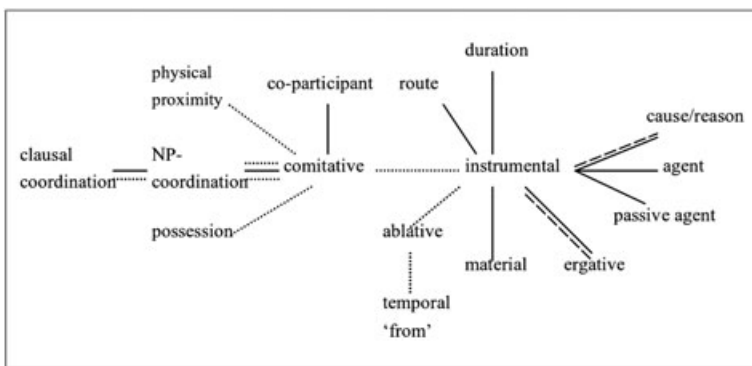 duration
physical
proximity
co-participant
route
cause/reason
clausal
coordination
NP-
coordination
comitative
instrumental
agent
passive agent
possession
ablative
material
ergative
temporal
‘from’